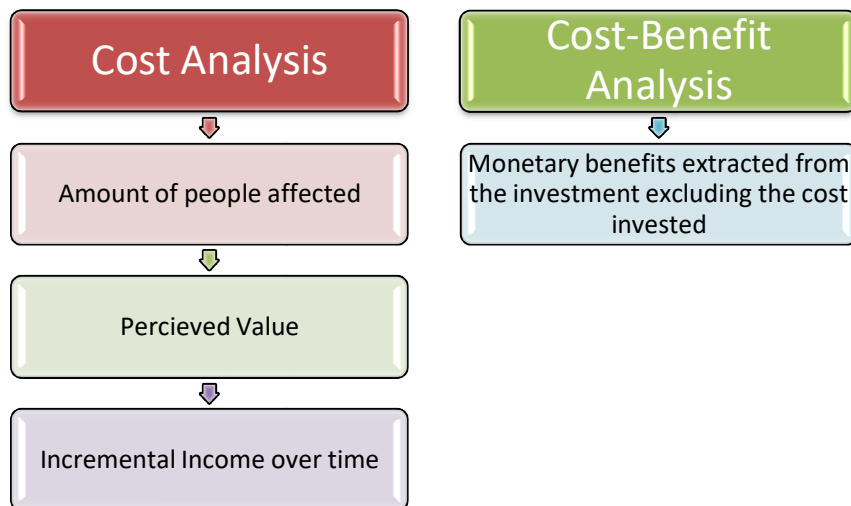 Cost Analysis
Amount of people affected
Percieved Value
Incremental Income over time
Cost-Benefit
Analysis
Monetary benefits extracted from
the investment excluding the cost
invested